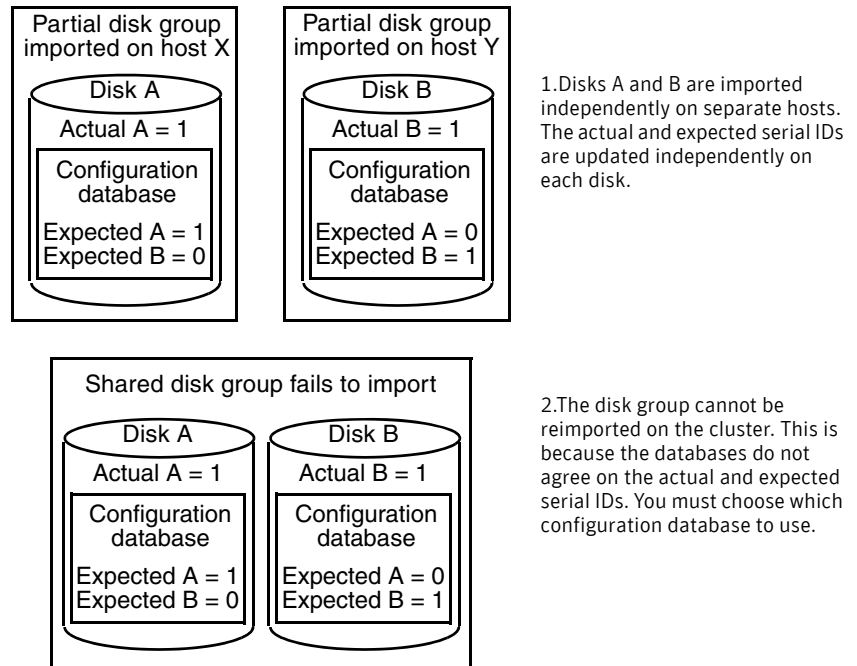 Partial disk group
imported on host X
Disk A
Actual A = 1
Configuration
database
Expected A = 1
Expected B = 0
Partial disk group
imported on host Y
Disk B
Actual B = 1
Configuration
database
Expected A = 0
Expected B = 1
1.Disks A and B are imported
independently on separate hosts.
The actual and expected serial IDs
are updated independently on
each disk.
Shared disk group fails to import
Disk A
Actual A = 1
Configuration
database
Expected A = 1
Expected B = 0
Disk B
Actual B = 1
Configuration
database
Expected A = 0
Expected B = 1
2.The disk group cannot be
reimported on the cluster. This is
because the databases do not
agree on the actual and expected
serial IDs. You must choose which
configuration database to use.